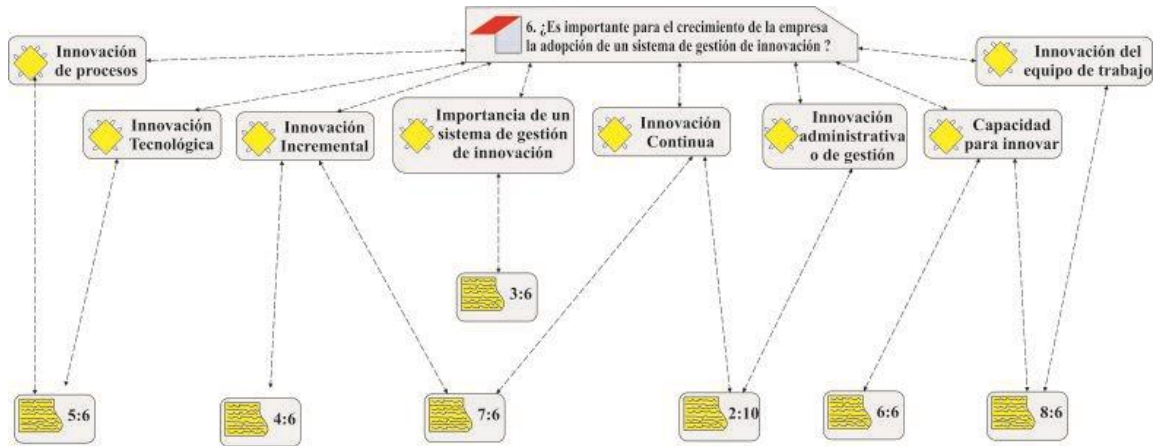 6. ¿Es importante para el crecimiento de la empresa
la adopción de un sistema de gestión de innovación ?
Innovación
de procesos
Innovación del
equipo de trabajo
Innovación
Tecnológica
Innovación
Incremental
Importancia de un
sistema de gestión
de innovación
Innovación
Continua
Innovación
administrativa
o de gestión
Capacidad
para innovar
3:6
5:6
4:6
7:6
2:10
6:6
8:6